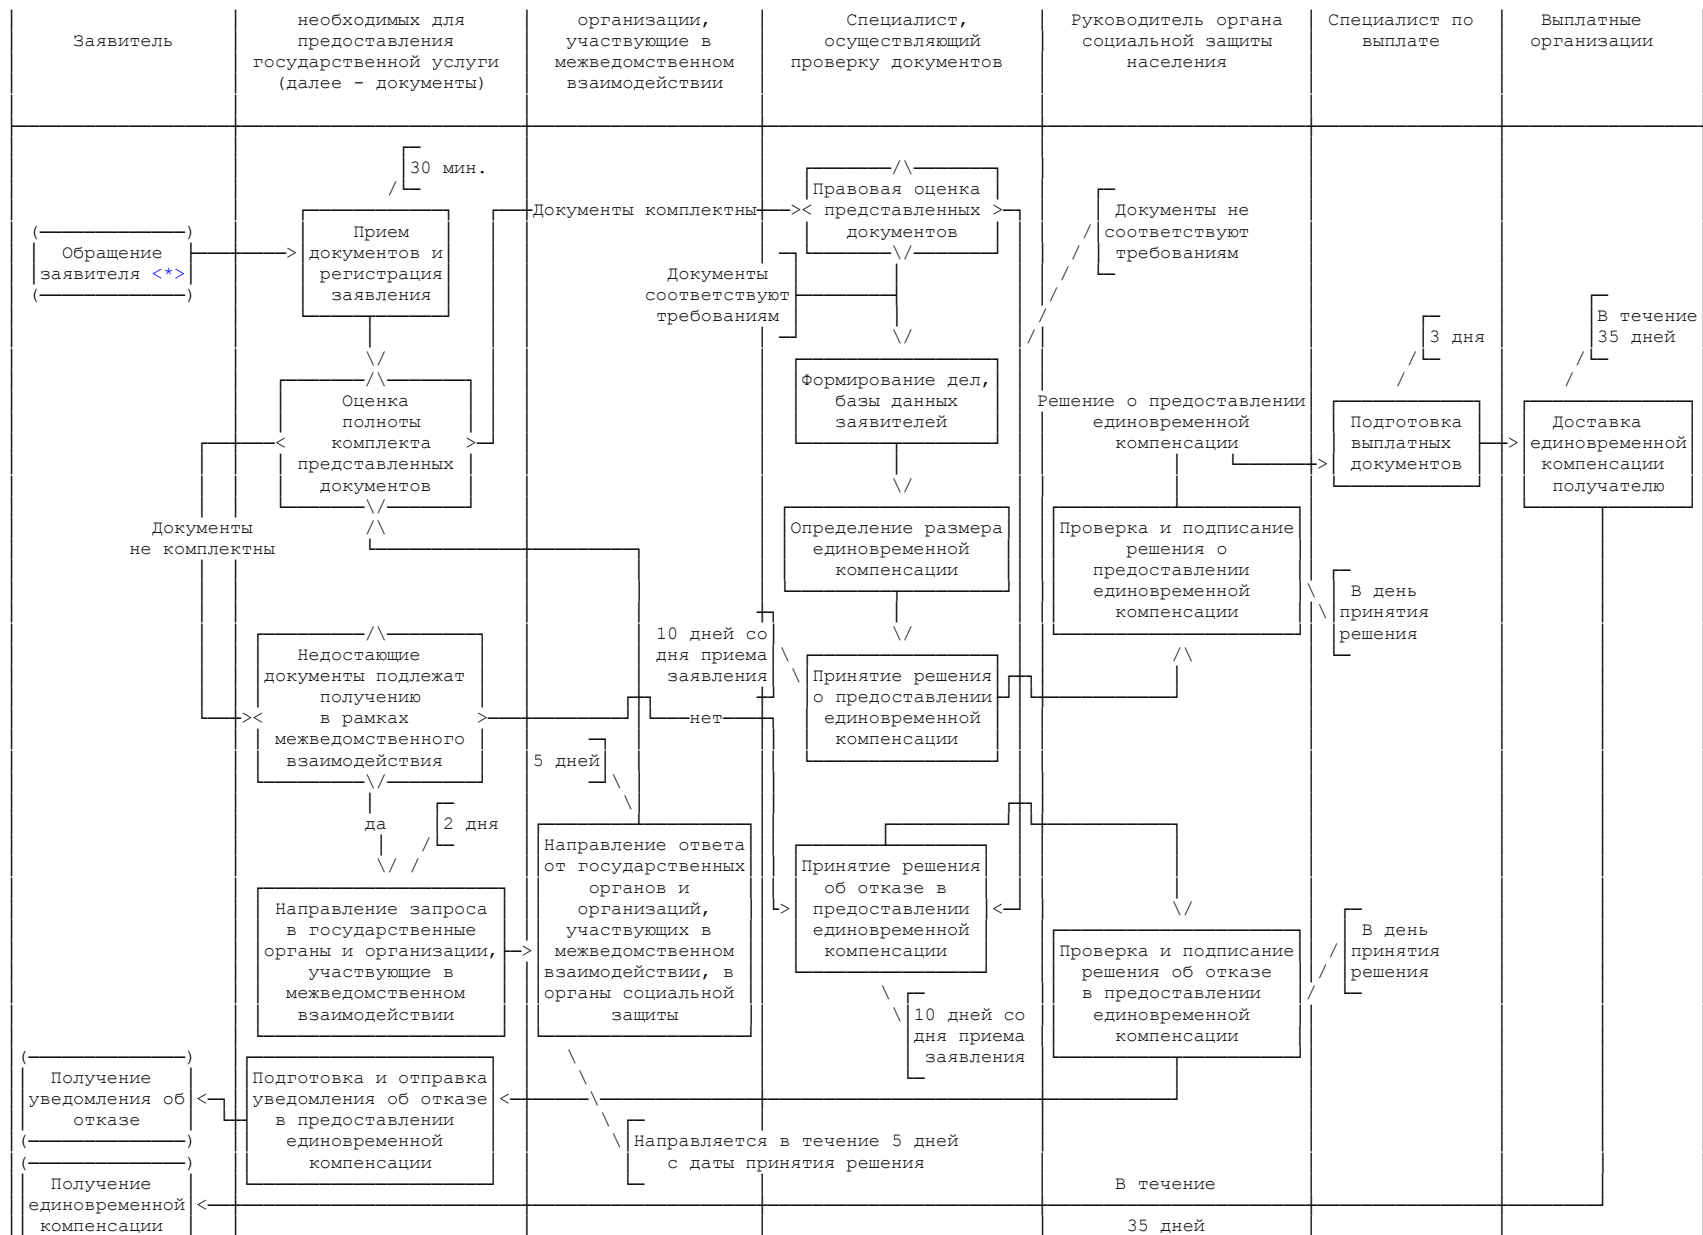 Заявитель
необходимых для
предоставления
государственной услуги
(далее - документы)
организации,
участвующие в
межведомственном
взаимодействии
Специалист,
осуществляющий
проверку документов
Руководитель органа
социальной защиты
населения
Специалист по
выплате
Выплатные
организации
30 мин.
Обращение
заявителя <*>
Прием
документов и
регистрация
заявления
Документы комплектны
Правовая оценка
представленных
документов
Документы не
соответствуют
требованиям
Документы
соответствуют
требованиям
Оценка
полноты
комплекта
представленных
документов
Формирование дел,
базы данных
заявителей
Решение о предоставлении
единовременной
компенсации
3 дня
Подготовка
выплатных
документов
В течение
35 дней
Доставка
единовременной
компенсации
получателю
Документы
не комплектны
Определение размера
единовременной
компенсации
Проверка и подписание
решения о
предоставлении
единовременной
компенсации
В день
принятия
решения
Недостающие
документы подлежат
получению
в рамках
межведомственного
взаимодействия
нет
10 дней со
дня приема
заявления
Принятие решения
о предоставлении
единовременной
компенсации
5 дней
да
2 дня
Направление запроса
в государственные
органы и организации,
участвующие в
межведомственном
взаимодействии
Направление ответа
от государственных
органов и
организаций,
участвующих в
межведомственном
взаимодействии, в
органы социальной
защиты
Принятие решения
об отказе в
предоставлении
единовременной
компенсации
10 дней со
дня приема
заявления
Проверка и подписание
решения об отказе
в предоставлении
единовременной
компенсации
В день
принятия
решения
Получение
уведомления об
отказе
Подготовка и отправка
уведомления об отказе
в предоставлении
единовременной
компенсации
Направляется в течение 5 дней
с даты принятия решения
Получение
единовременной
компенсации
В течение
35 дней